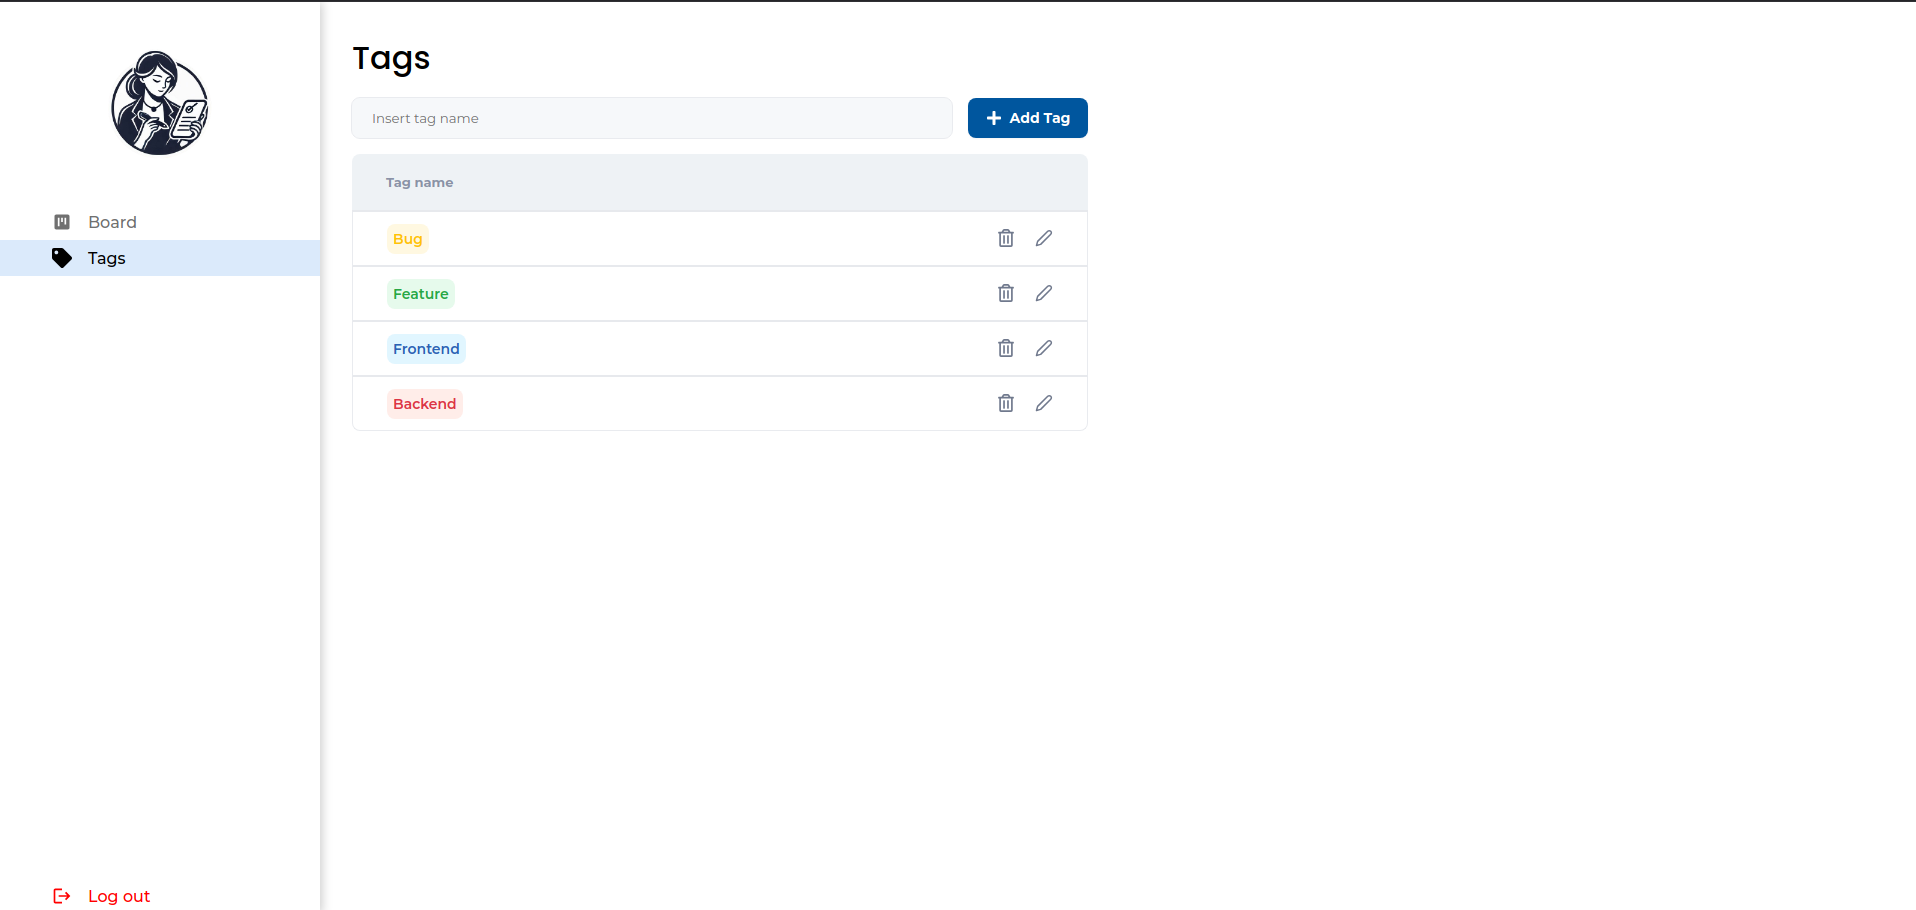 Tags
Insert tag name
Add Tag
Tag name
Board
Tags
Bug
Feature
Frontend
Backend
Log out